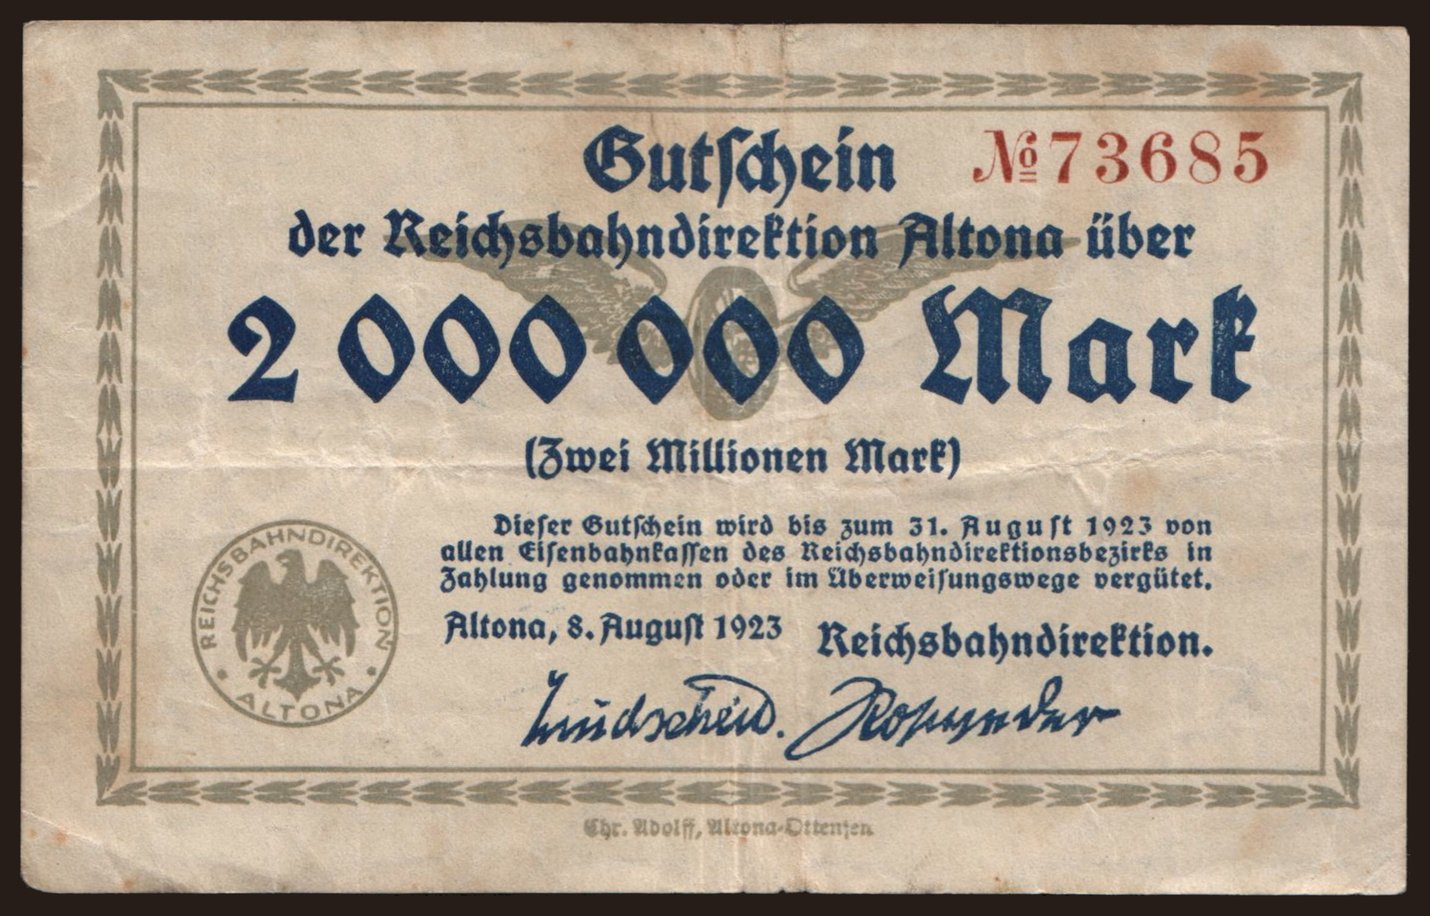 Gutschein
№ 73685
der Reichsbahndirektion Altona über
2 000 000 Mark
(Zwei Millionen Mark)
Dieser Gutschein wird bis zum 31. August 1923 von
allen Eisenbahnkassen des Reichsbahndirektionsbezirks in
Zahlung genommen oder im Überweisungswege vergütet.
Altona, 8. August 1923
Reichsbahndirektion.
REICHSBAHNDIREKTION
• ALTONA •
Chr. Adolff, Altona-Ottensen